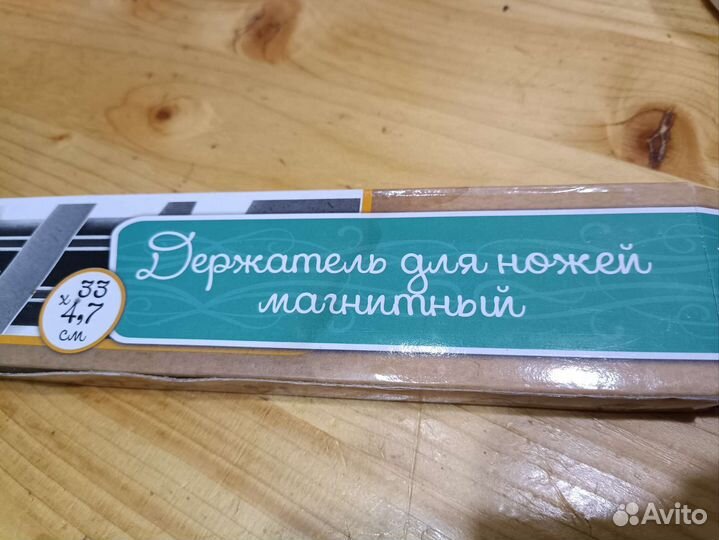 Держатель для ножей
магнитный
33
х 4,7
см
Avito